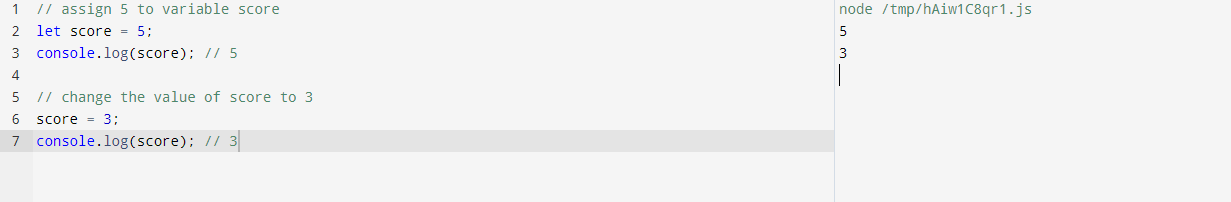 1 // assign 5 to variable score
2 let score = 5;
3 console.log(score); // 5
4
5 // change the value of score to 3
6 score = 3;
7 console.log(score); // 3
node /tmp/hAiw1C8qr1.js
5
3